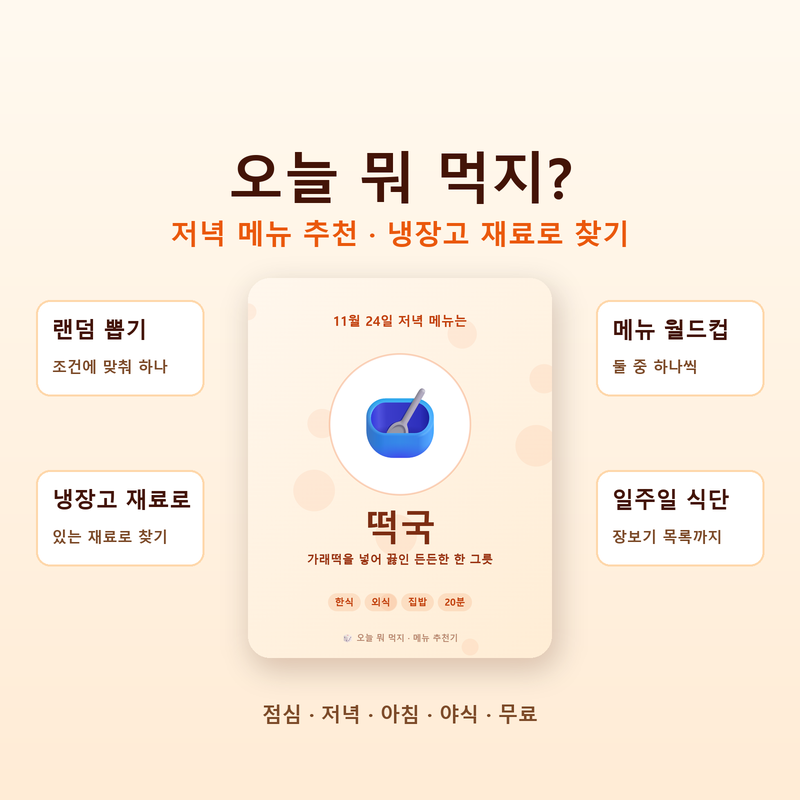 오늘 뭐 먹지?
저녁 메뉴 추천 · 냉장고 재료로 찾기
랜덤 뽑기
조건에 맞춰 하나
냉장고 재료로
있는 재료로 찾기
11월 24일 저녁 메뉴는
떡국
가래떡을 넣어 끓인 든든한 한 그릇
한식 외식 집밥 20분
오늘 뭐 먹지 · 메뉴 추천기
메뉴 월드컵
둘 중 하나씩
일주일 식단
장보기 목록까지
점심 · 저녁 · 아침 · 야식 · 무료